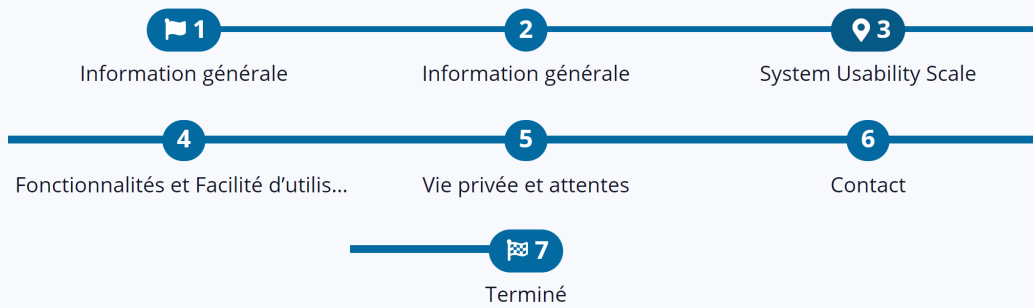 1 2 3
Information générale Information générale System Usability Scale
4 5 6
Fonctionnalités et Facilité d'utilis... Vie privée et attentes Contact
7
Terminé